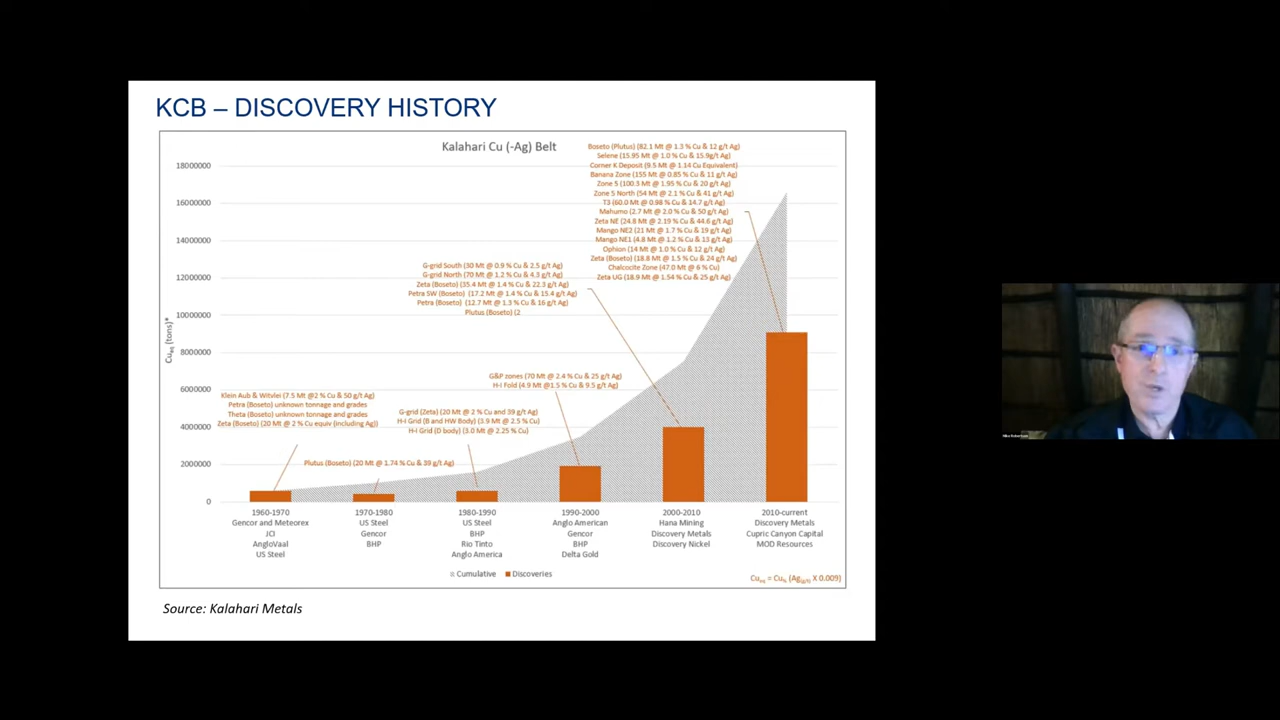 KCB – DISCOVERY HISTORY
Kalahari Cu (-Ag) Belt
Boseto (Plutus) (82.1 Mt @ 1.3 % Cu & 12 g/t Ag)
Selene (15.95 Mt @ 1.0 % Cu & 15.9g/t Ag)
Corner K Deposit (9.5 Mt @ 1.14 Cu Equivalent)
Banana Zone (155 Mt @ 0.85 % Cu & 11 g/t Ag)
Zone 5 (100.3 Mt @ 1.95 % Cu & 20 g/t Ag)
Zone 5 North (54 Mt @ 2.1 % Cu & 41 g/t Ag)
T3 (60.0 Mt @ 0.98 % Cu & 14.7 g/t Ag)
Mahumo (2.7 Mt @ 2.0 % Cu & 50 g/t Ag)
Zeta NE (24.8 Mt @ 2.19 % Cu & 44.6 g/t Ag)
Mango NE2 (21 Mt @ 1.7 % Cu & 19 g/t Ag)
Mango NE1 (4.8 Mt @ 1.2 % Cu & 13 g/t Ag)
Ophion (14 Mt @ 1.0 % Cu & 12 g/t Ag)
Zeta (Boseto) (18.8 Mt @ 1.5 % Cu & 24 g/t Ag)
Chalcocite Zone (47.0 Mt @ 6 % Cu)
Zeta UG (18.9 Mt @ 1.54 % Cu & 25 g/t Ag)
G-grid South (30 Mt @ 0.9 % Cu & 2.5 g/t Ag)
G-grid North (70 Mt @ 1.2 % Cu & 4.3 g/t Ag)
Zeta (Boseto) (35.4 Mt @ 1.4 % Cu & 22.3 g/t Ag)
Petra SW (Boseto) (17.2 Mt @ 1.4 % Cu & 15.4 g/t Ag)
Petra (Boseto) (12.7 Mt @ 1.3 % Cu & 16 g/t Ag)
Plutus (Boseto) (2
G&P zones (70 Mt @ 2.4 % Cu & 25 g/t Ag)
H-I Fold (4.9 Mt @1.5 % Cu & 9.5 g/t Ag)
Klein Aub & Witvlei (7.5 Mt @2 % Cu & 50 g/t Ag)
Petra (Boseto) unknown tonnage and grades
Theta (Boseto) unknown tonnage and grades
Zeta (Boseto) (20 Mt @ 2 % Cu equiv (including Ag))
G-grid (Zeta) (20 Mt @ 2 % Cu and 39 g/t Ag)
H-I Grid (B and HW Body) (3.9 Mt @ 2.5 % Cu)
H-I Grid (D body) (3.0 Mt @ 2.25 % Cu)
Plutus (Boseto) (20 Mt @ 1.74 % Cu & 39 g/t Ag)
Cueq (tons)*
18000000
16000000
14000000
12000000
10000000
8000000
6000000
4000000
2000000
0
1960-1970
Gencor and Meteorex
JCI
AngloVaal
US Steel
1970-1980
US Steel
Gencor
BHP
1980-1990
US Steel
BHP
Rio Tinto
Anglo America
1990-2000
Anglo American
Gencor
BHP
Delta Gold
2000-2010
Hana Mining
Discovery Metals
Discovery Nickel
2010-current
Discovery Metals
Cupric Canyon Capital
MOD Resources
Cumulative
Discoveries
Cueq = Cu% (Ag(g/t) X 0.009)
Source: Kalahari Metals